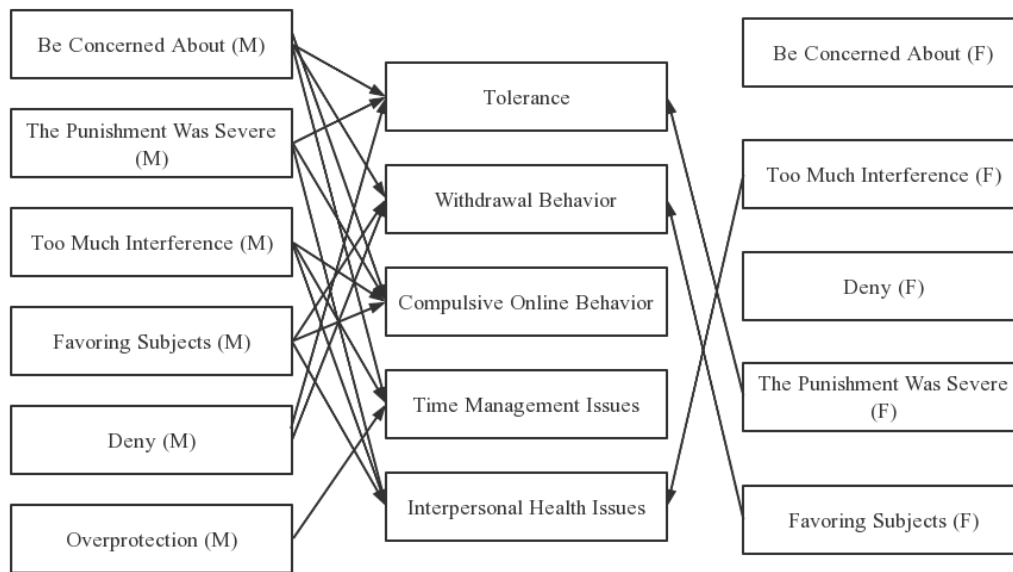 Be Concerned About (M)
The Punishment Was Severe
(M)
Too Much Interference (M)
Favoring Subjects (M)
Deny (M)
Overprotection (M)
Tolerance
Withdrawal Behavior
Compulsive Online Behavior
Time Management Issues
Interpersonal Health Issues
Be Concerned About (F)
Too Much Interference (F)
Deny (F)
The Punishment Was Severe
(F)
Favoring Subjects (F)